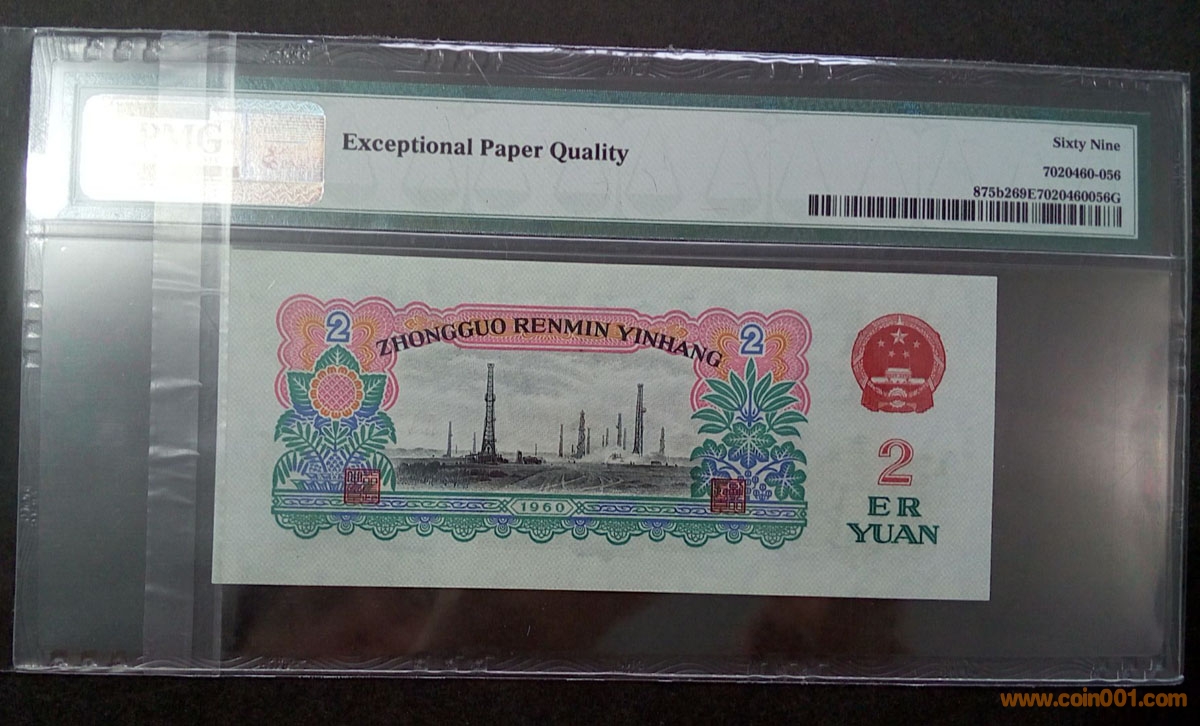 PMG
Exceptional Paper Quality
Sixty Nine
7020460-056
875b269E7020460056G
2
ZHONGGUO RENMIN YINHANG
2
1960
2
ER
YUAN
www.coin001.com